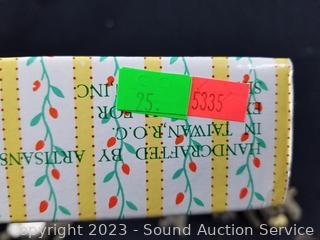 25.
5335
HANDCRAFTED BY ARTISANS
IN TAIWAN R.O.C.
FOR
INC
Copyright 2023 - Sound Auction Service